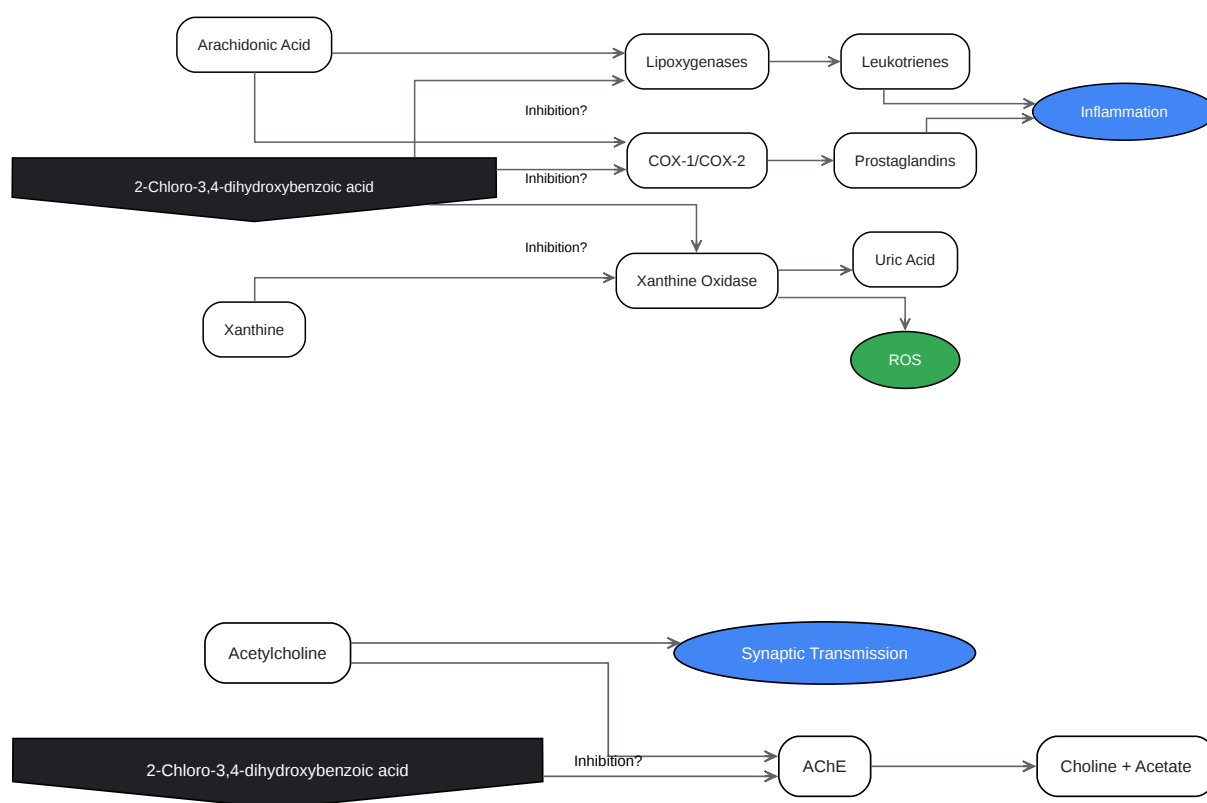 Arachidonic Acid
Lipoxygenases
Leukotrienes
Inflammation
Inhibition?
COX-1/COX-2
Prostaglandins
2-Chloro-3,4-dihydroxybenzoic acid
Inhibition?
Inhibition?
Uric Acid
Xanthine Oxidase
Xanthine
ROS
Acetylcholine
Synaptic Transmission
2-Chloro-3,4-dihydroxybenzoic acid
Inhibition?
AChE
Choline + Acetate